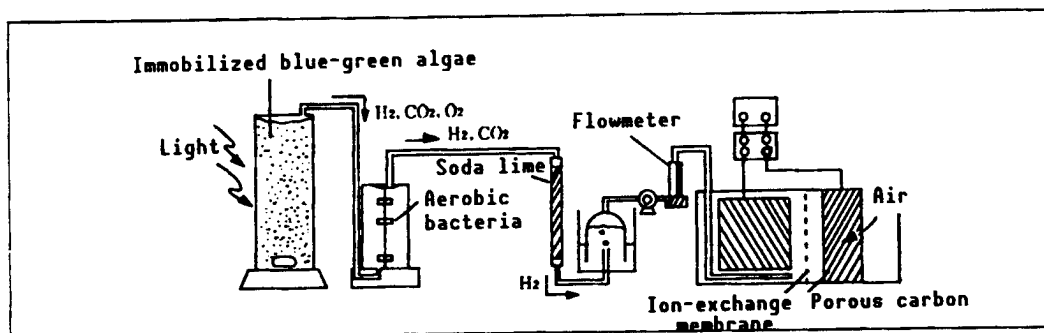 Immobilized blue-green algae
H2, CO2, O2
H2, CO2
Flowmeter
Light
Soda lime
Aerobic
bacteria
Air
H2
Ion-exchange
membrane
Porous carbon